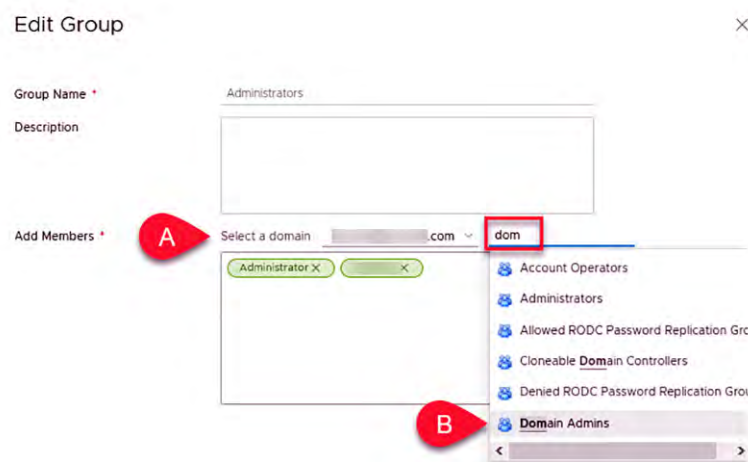 Edit Group
Group Name *
Administrators
Description
Add Members *
A
Select a domain
.com
dom
Administrator X
X
Account Operators
Administrators
Allowed RODC Password Replication Gro
Cloneable Domain Controllers
Denied RODC Password Replication Grou
B
Domain Admins